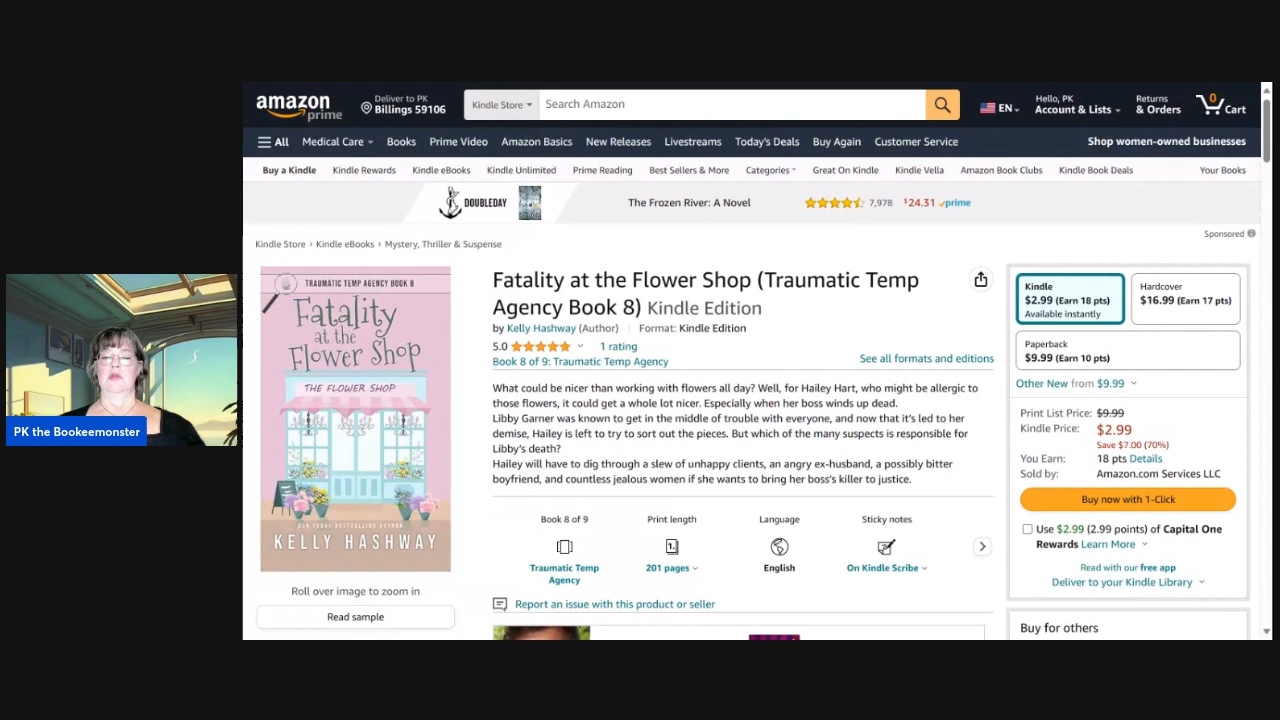 amazon
prime
Deliver to PK
Billings 59106
Kindle Store
Search Amazon
EN
Hello, PK
Account & Lists
Returns
& Orders
0
Cart
All
Medical Care
Books
Prime Video
Amazon Basics
New Releases
Livestreams
Today's Deals
Buy Again
Customer Service
Shop women-owned businesses
Buy a Kindle
Kindle Rewards
Kindle eBooks
Kindle Unlimited
Prime Reading
Best Sellers & More
Categories
Great On Kindle
Kindle Vella
Amazon Book Clubs
Kindle Book Deals
Your Books
DOUBLEDAY
The Frozen River: A Novel
7,978
$24.31 prime
Sponsored
Kindle Store › Kindle eBooks › Mystery, Thriller & Suspense
TRAUMATIC TEMP AGENCY BOOK 8
Fatality
at the
Flower Shop
THE FLOWER SHOP
USA TODAY BESTSELLING AUTHOR
KELLY HASHWAY
Roll over image to zoom in
Read sample
Fatality at the Flower Shop (Traumatic Temp
Agency Book 8) Kindle Edition
by Kelly Hashway (Author)
Format: Kindle Edition
5.0
1 rating
Book 8 of 9: Traumatic Temp Agency
See all formats and editions
What could be nicer than working with flowers all day? Well, for Hailey Hart, who might be allergic to
those flowers, it could get a whole lot nicer. Especially when her boss winds up dead.
Libby Garner was known to get in the middle of trouble with everyone, and now that it's led to her
demise, Hailey is left to try to sort out the pieces. But which of the many suspects is responsible for
Libby's death?
Hailey will have to dig through a slew of unhappy clients, an angry ex-husband, a possibly bitter
boyfriend, and countless jealous women if she wants to bring her boss's killer to justice.
Book 8 of 9
Traumatic Temp
Agency
Print length
201 pages
Language
English
Sticky notes
On Kindle Scribe
Report an issue with this product or seller
Kindle
$2.99 (Earn 18 pts)
Available instantly
Hardcover
$16.99 (Earn 17 pts)
Paperback
$9.99 (Earn 10 pts)
Other New from $9.99
Print List Price: $9.99
Kindle Price: $2.99
Save $7.00 (70%)
You Earn: 18 pts Details
Sold by: Amazon.com Services LLC
Buy now with 1-Click
Use $2.99 (2.99 points) of Capital One
Rewards Learn More
Read with our free app
Deliver to your Kindle Library
Buy for others
PK the Bookeemonster